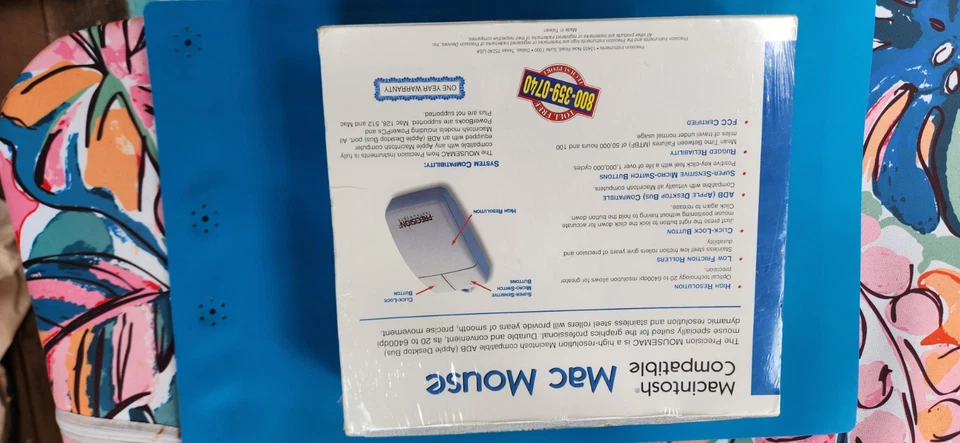 Macintosh®
Compatible
Mac Mouse
The Precision MOUSEMAC is a high-resolution Macintosh compatible ADB (Apple Desktop Bus)
mouse specially suited for the graphics professional. Durable and convenient, its 20 to 6400dpi
dynamic resolution and stainless steel rollers will provide years of smooth, precise movement.
• HIGH RESOLUTION
Optical technology 20 to 6400dpi resolution allows for greater
precision.
• LOW FRICTION ROLLERS
Stainless steel low friction rollers give years of precision and
durability
• CLICK-LOCK BUTTON
Just press the right button to lock the click down for accurate
mouse positioning without having to hold the button down.
Click again to release.
• ADB (APPLE DESKTOP BUS) COMPATIBLE
Compatible with virtually all Macintosh computers.
• SUPER-SENSITIVE MICRO-SWITCH BUTTONS
Positive-key-key feel with a life of over 1,000,000 cycles.
• RUGGED RELIABILITY
Mean Time Between Failures (MTBF) of 50,000 hours and 100
miles of travel under normal usage
• FCC CERTIFIED
SUPER-SENSITIVE
MICRO-SWITCH
BUTTONS
CLICK-LOCK
BUTTON
HIGH RESOLUTION
PRECISION
SYSTEM COMPATIBILITY:
The MOUSEMAC from Precision Instruments is fully
compatible with any Apple Macintosh computer
equipped with an ADB (Apple Desktop Bus) port. All
Macintosh models including PowerPCs and
PowerBooks are supported. Mac 128, 512 and Mac
Plus are not supported.
TOLL FREE
800-359-0740
TECH SUPPORT
ONE YEAR WARRANTY
Made in Taiwan